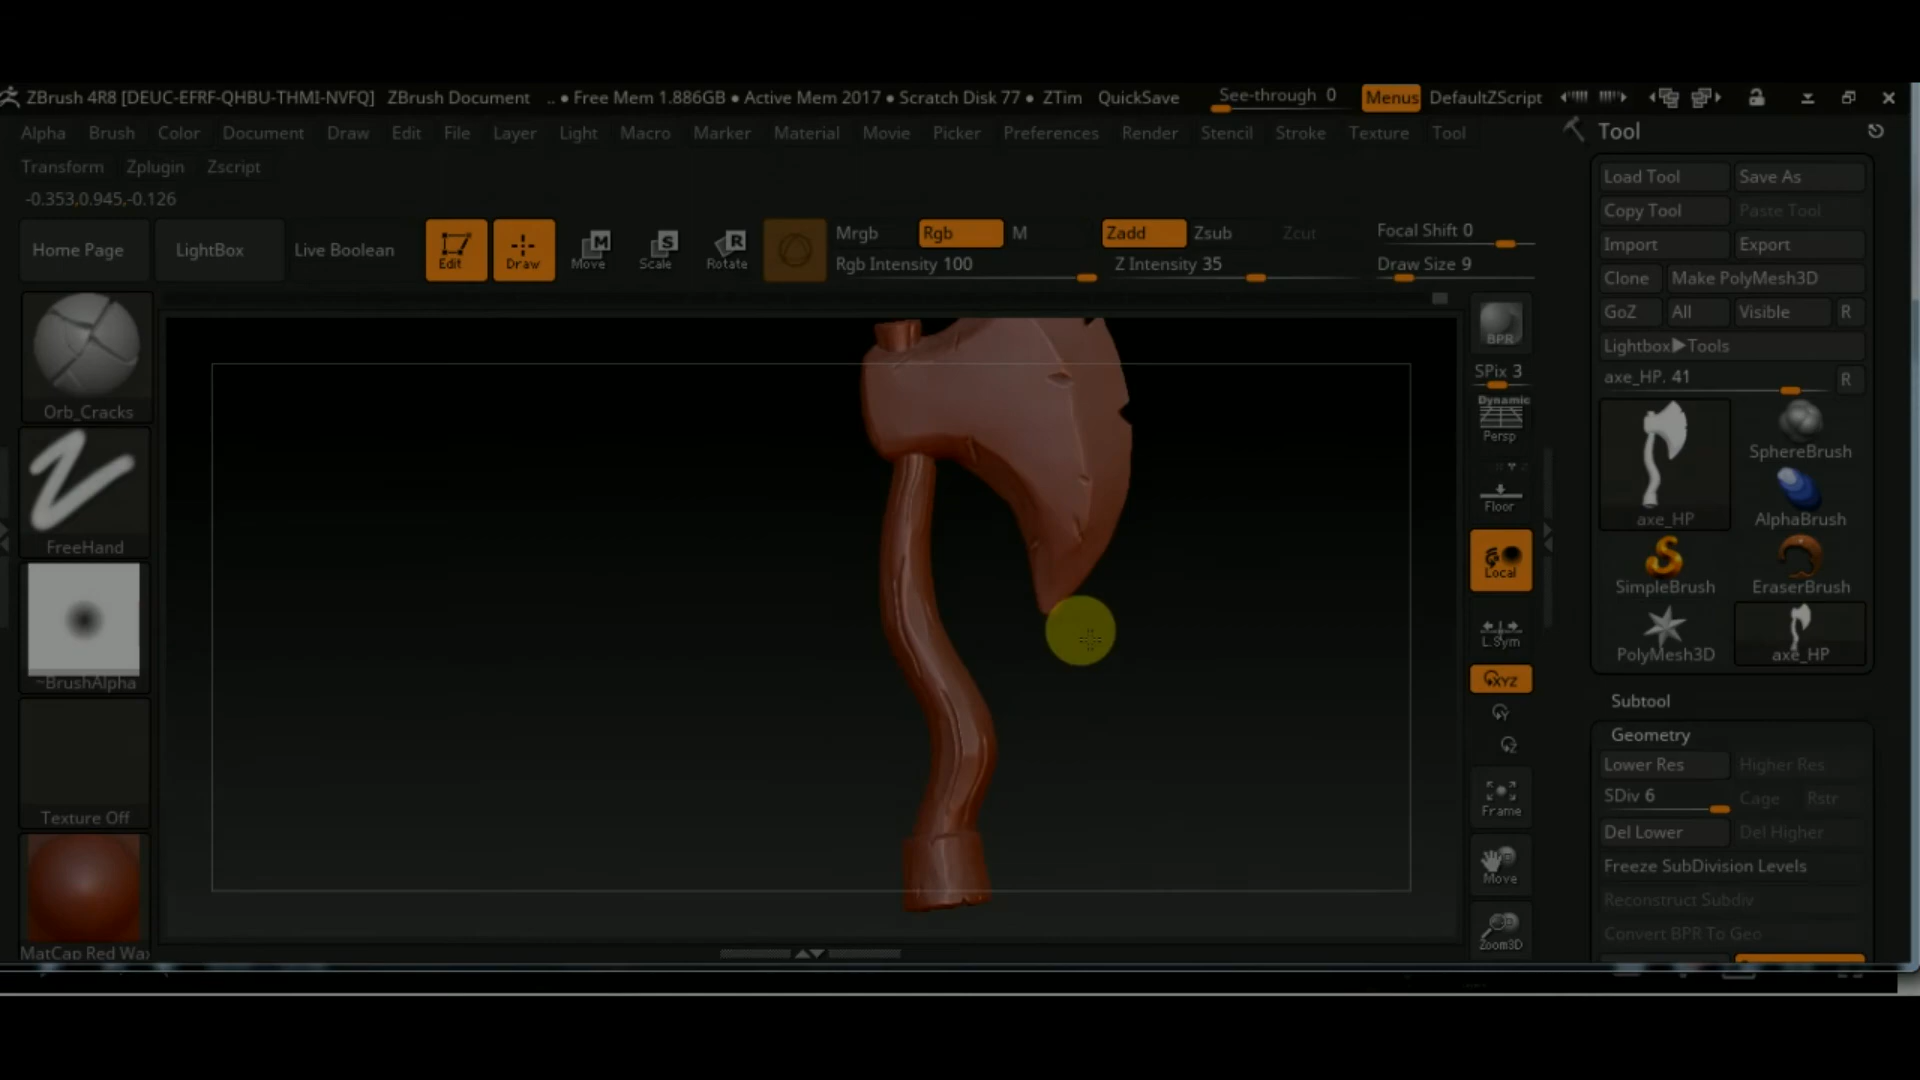 ZBrush 4R8 [DEUC-EFRF-QHBU-THMI-NVFQ] ZBrush Document .. • Free Mem 1.886GB • Active Mem 2017 • Scratch Disk 77 • ZTim QuickSave See-through 0 Menus DefaultZScript
Alpha Brush Color Document Draw Edit File Layer Light Macro Marker Material Movie Picker Preferences Render Stencil Stroke Texture Tool
Transform Zplugin Zscript
-0.353,0.945,-0.126
Home Page LightBox Live Boolean Edit Draw Move Scale Rotate
M S R
Mrgb Rgb M Zadd Zsub Zcut Focal Shift 0
Rgb Intensity 100 Z Intensity 35 Draw Size 9
Orb_Cracks
FreeHand
~BrushAlpha
Texture Off
MatCap Red Wax
BPR
SPix 3
Dynamic
Persp
Floor
Local
L.Sym
XYZ
Y
Z
Frame
Move
Zoom3D
Tool
Load Tool Save As
Copy Tool Paste Tool
Import Export
Clone Make PolyMesh3D
GoZ All Visible R
Lightbox▶Tools
axe_HP. 41 R
axe_HP SphereBrush
AlphaBrush
SimpleBrush EraserBrush
PolyMesh3D axe_HP
Subtool
Geometry
Lower Res Higher Res
SDiv 6 Cage Rstr
Del Lower Del Higher
Freeze SubDivision Levels
Reconstruct Subdiv
Convert BPR To Geo